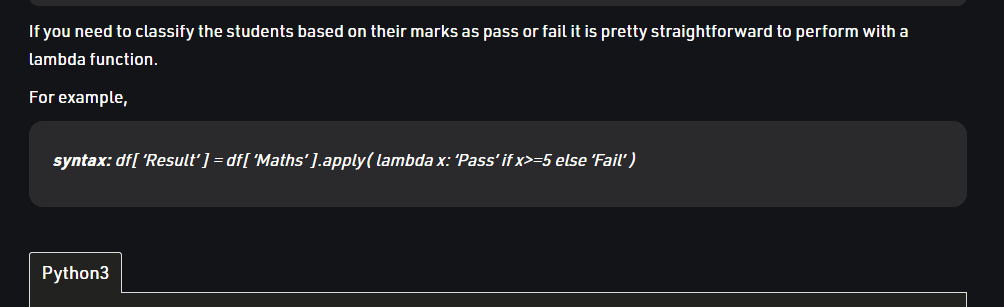 If you need to classify the students based on their marks as pass or fail it is pretty straightforward to perform with a
lambda function.
For example,
syntax: df[ ‘Result’ ] = df[ ‘Maths’ ].apply( lambda x: ‘Pass’ if x>=5 else ‘Fail’ )
Python3